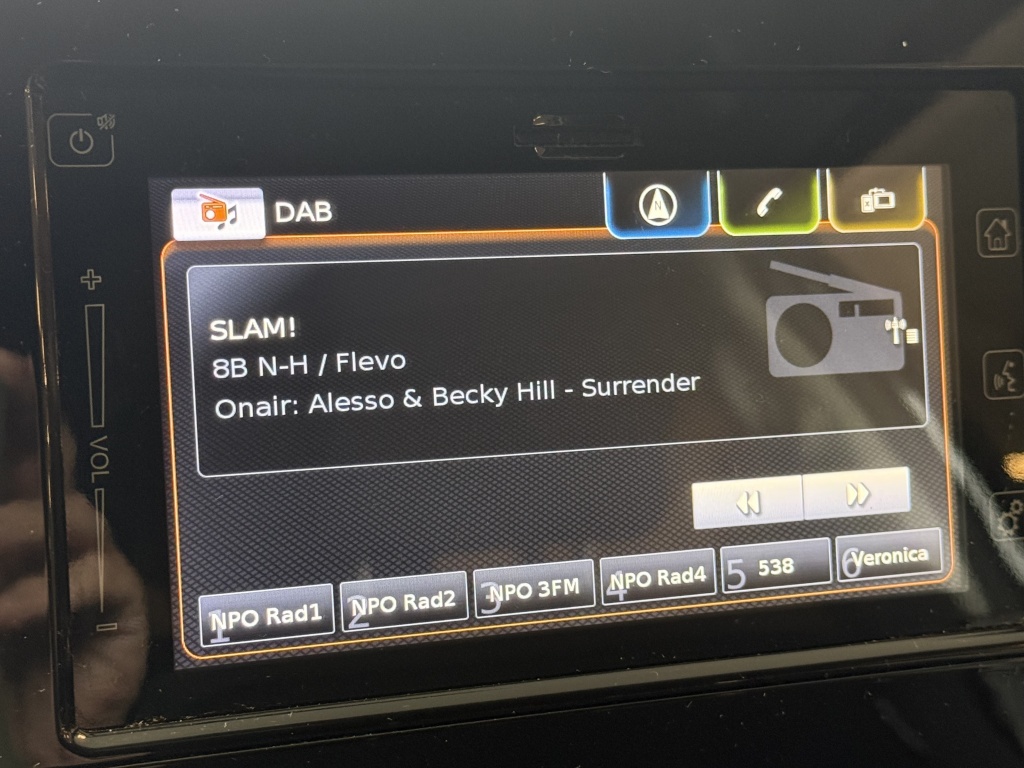 DAB
N
SLAM!
8B N-H / Flevo
Onair: Alesso & Becky Hill - Surrender
VOL
1 NPO Rad1
2 NPO Rad2
3 NPO 3FM
4 NPO Rad4
5 538
6 Veronica